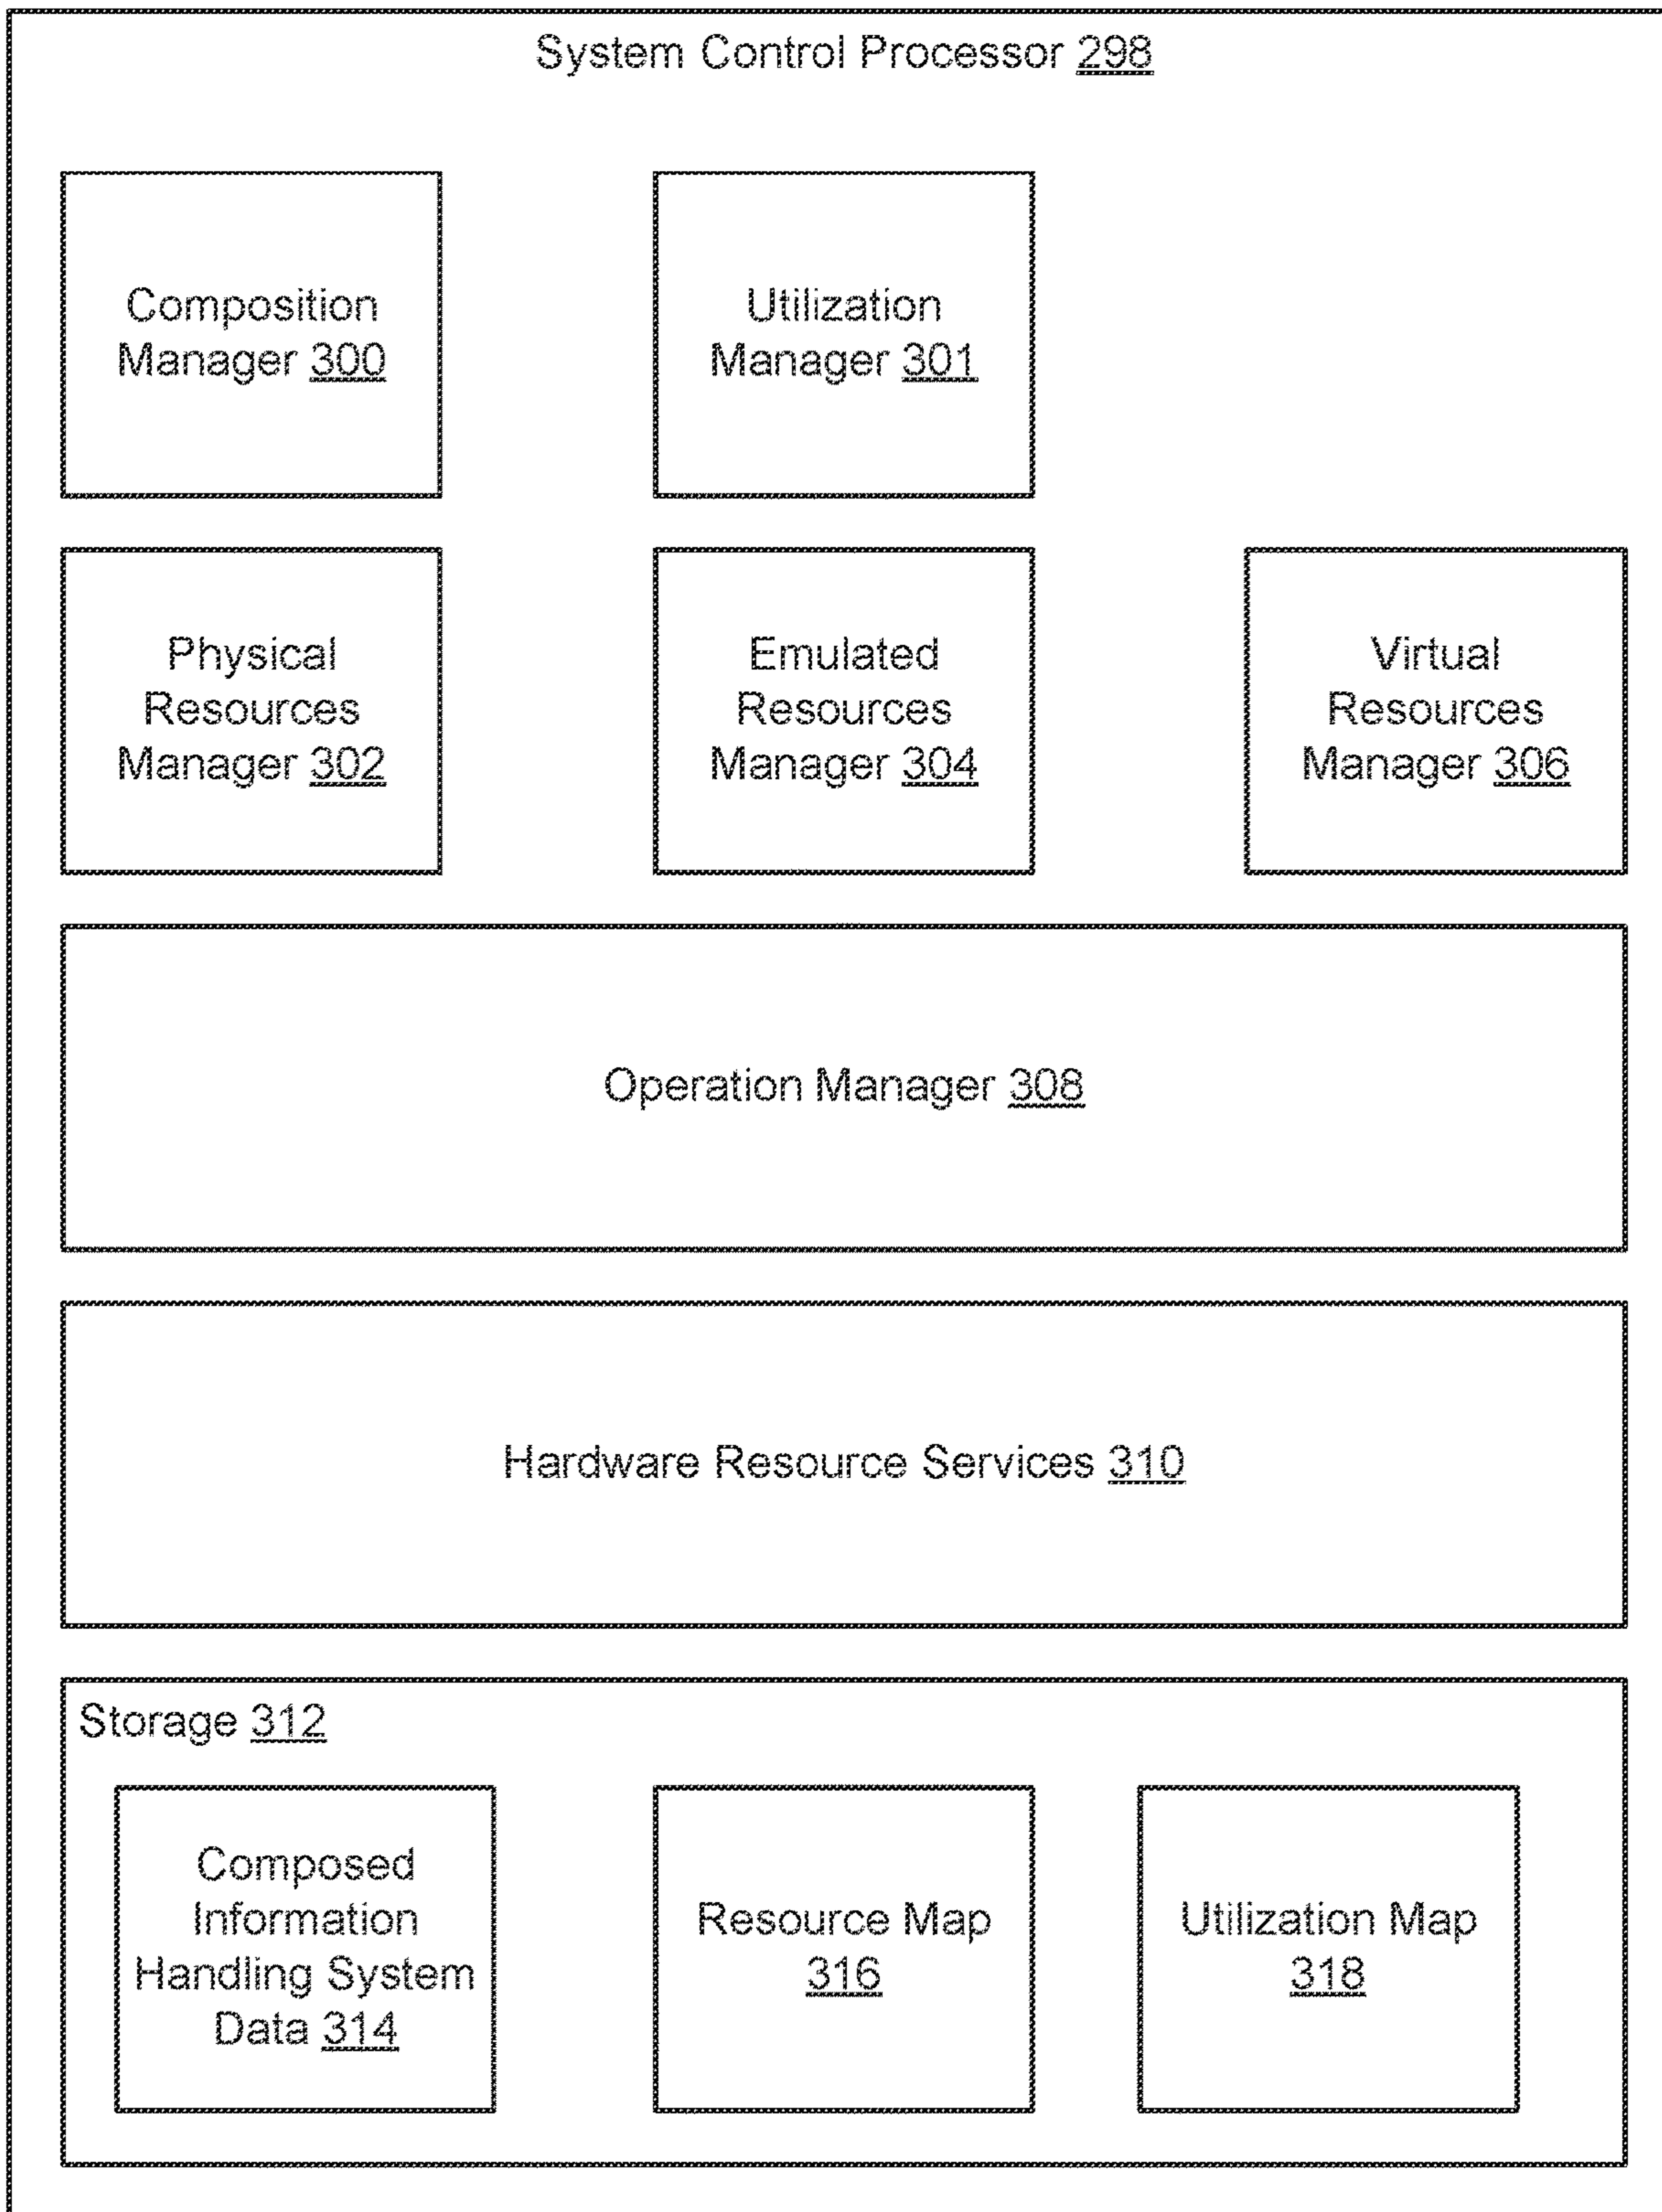 System Control Processor 298
Composition
Manager 300
Utilization
Manager 301
Physical
Resources
Manager 302
Emulated
Resources
Manager 304
Virtual
Resources
Manager 306
Operation Manager 308
Hardware Resource Services 310
Storage 312
Composed
Information
Handling System
Data 314
Resource Map
316
Utilization Map
318